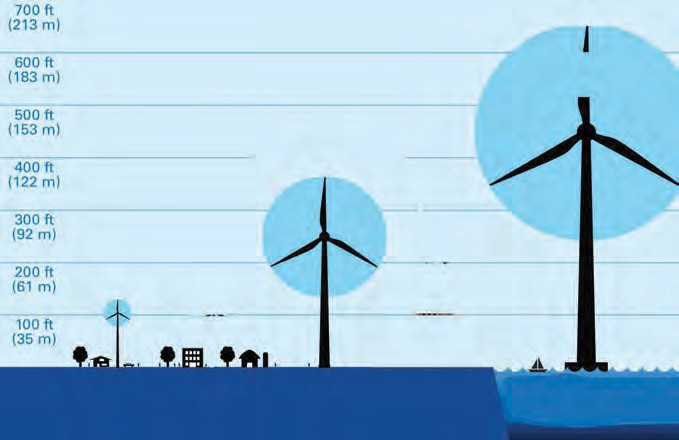 700 ft
(213 m)
600 ft
(183 m)
500 ft
(153 m)
400 ft
(122 m)
300 ft
(92 m)
200 ft
(61 m)
100 ft
(35 m)